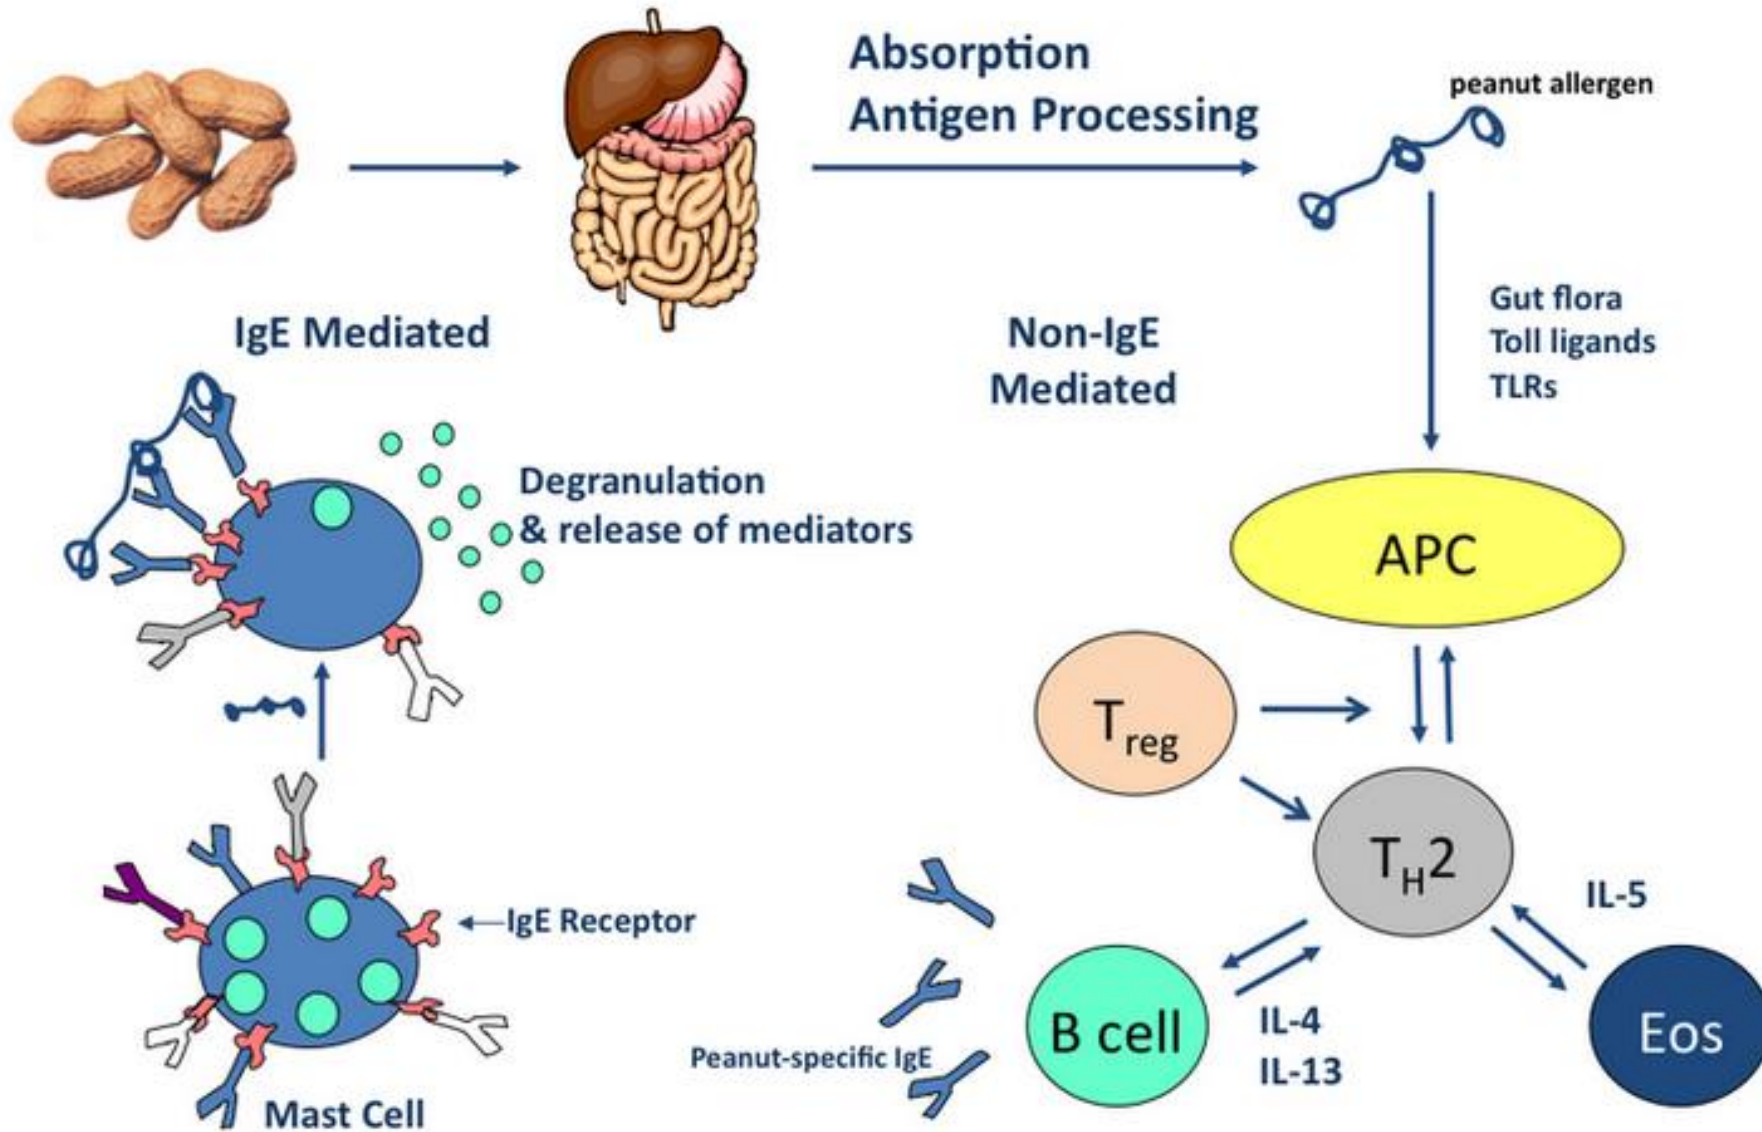 Absorption
Antigen Processing
peanut allergen
IgE Mediated
Non-IgE
Mediated
Gut flora
Toll ligands
TLRs
Degranulation
& release of mediators
APC
Treg
TH2
IgE Receptor
IL-5
B cell
IL-4
IL-13
Eos
Peanut-specific IgE
Mast Cell